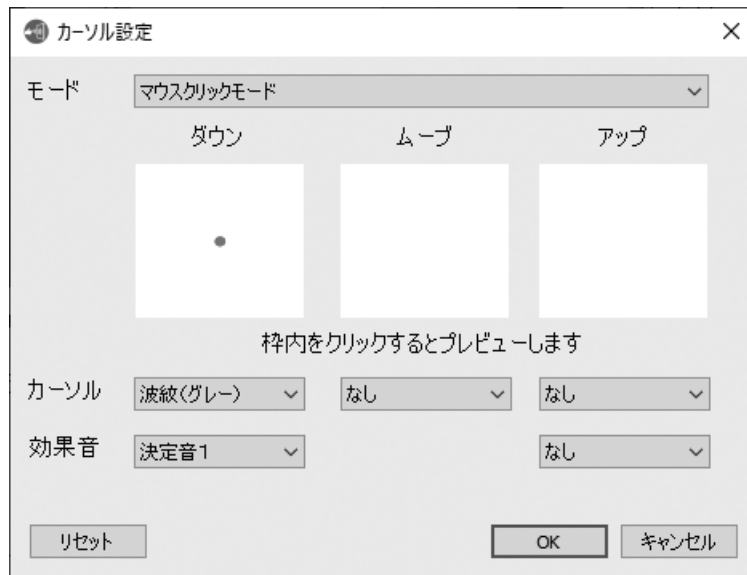 カーソル設定
モード マウスクリックモード
ダウン ムーブ アップ
枠内をクリックするとプレビューします
カーソル 波紋(グレー) なし なし
効果音 決定音1 なし
リセット OK キャンセル